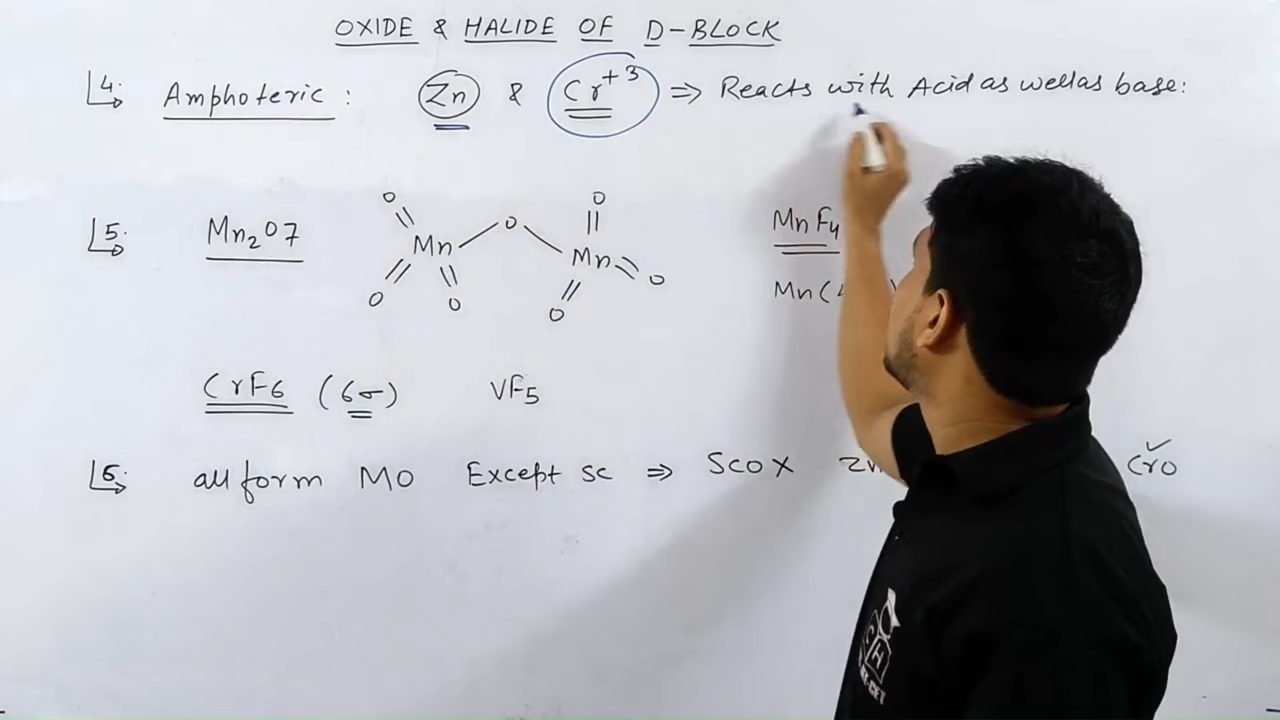 OXIDE & HALIDE OF D-BLOCK
4. Amphoteric : Zn & Cr+3 ⇒ Reacts with Acid as well as base:
5. Mn2O7 O O O Mn Mn O O O O MnF4
Mn(
CrF6 (6σ) VF5
6. all form MO Except Sc ⇒ ScO X CrO ✓